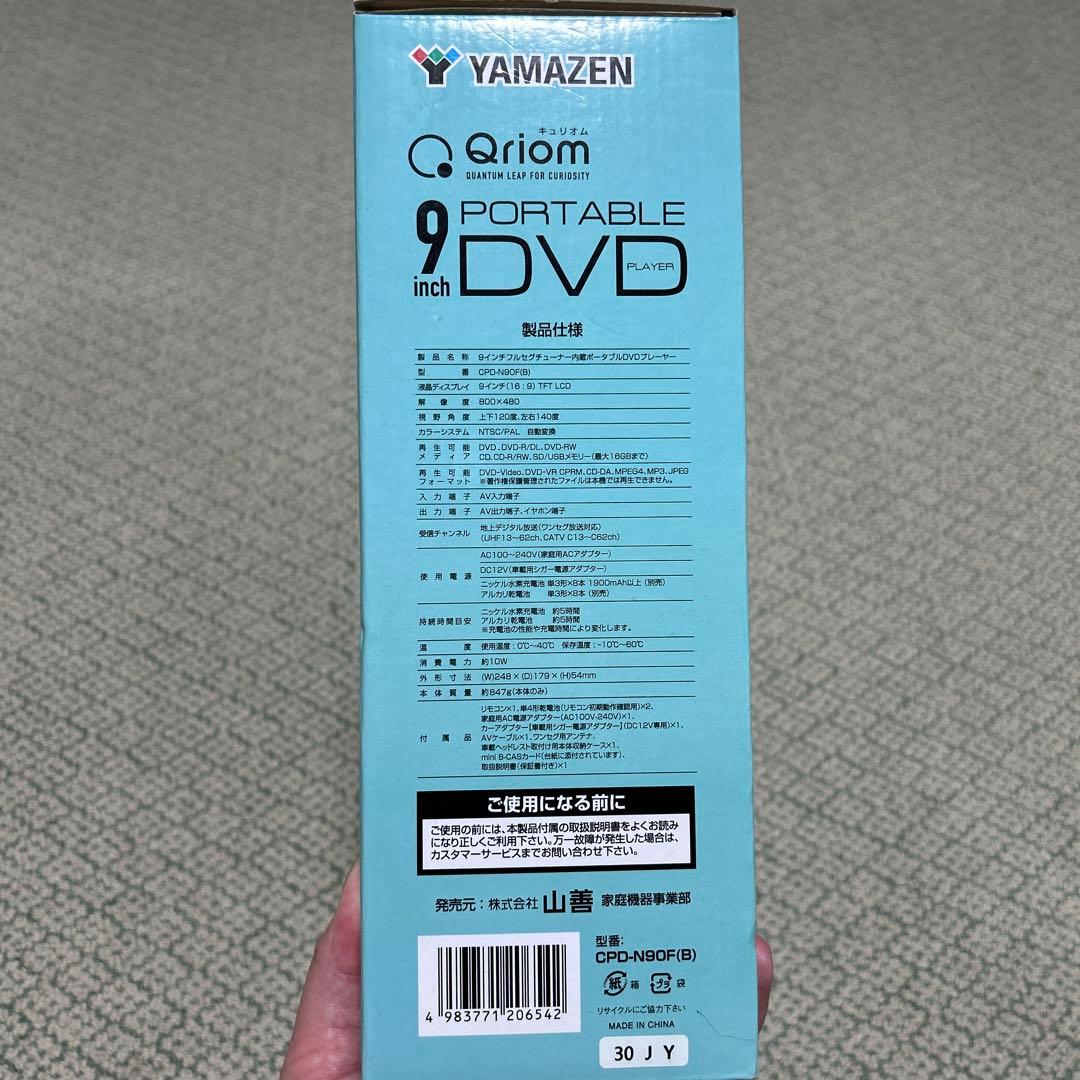 YAMAZEN
キュリオム
Qriom
QUANTUM LEAP FOR CURIOSITY
9 inch PORTABLE DVD PLAYER
製品仕様
製品名称 9インチフルセグチューナー内蔵ポータブルDVDプレーヤー
型番 CPD-N90F(B)
液晶ディスプレイ 9インチ(16:9) TFT LCD
解像度 800×480
視野角度 上下120度、左右140度
カラーシステム NTSC/PAL 自動変換
再生可能メディア DVD、DVD-R/DL、DVD-RW
CD、CD-R/RW、SD/USBメモリー(最大16GBまで)
再生可能フォーマット DVD-Video、DVD-VR CPRM、CD-DA、MPEG4、MP3、JPEG
※著作権保護管理されたファイルは本機では再生できません。
入力端子 AV入力端子
出力端子 AV出力端子、イヤホン端子
受信チャンネル 地上デジタル放送(ワンセグ放送対応)
(UHF13~62ch、CATV C13~C62ch)
使用電源 AC100~240V(家庭用ACアダプター)
DC12V(車載用シガー電源アダプター)
ニッケル水素充電池 単3形×8本 1900mAh以上(別売)
アルカリ乾電池 単3形×8本(別売)
持続時間目安 ニッケル水素充電池 約5時間
アルカリ乾電池 約5時間
※充電池の性能や充電時間により変化します。
温度 使用温度:0℃~40℃ 保存温度:-10℃~60℃
消費電力 約10W
外形寸法 (W)248×(D)179×(H)54mm
本体質量 約847g(本体のみ)
付属品 リモコン×1、単4形乾電池(リモコン初期動作確認用)×2、
家庭用AC電源アダプター(AC100V-240V)×1、
カーアダプター【車載用シガー電源アダプター】(DC12V専用)×1、
AVケーブル×1、ワンセグ用アンテナ、
車載ヘッドレスト取付け用本体収納ケース×1、
mini B-CASカード(台紙に添付されています)、
取扱説明書(保証書付き)×1
ご使用になる前に
ご使用の前には、本製品付属の取扱説明書をよくお読み
になり正しくご利用下さい。万一故障が発生した場合は、
カスタマーサービスまでお問い合わせ下さい。
発売元:株式会社 山善 家庭機器事業部
型番:
CPD-N90F(B)
紙 箱 プラ 袋
リサイクルにご協力下さい
MADE IN CHINA
4 983771 206542
30 J Y